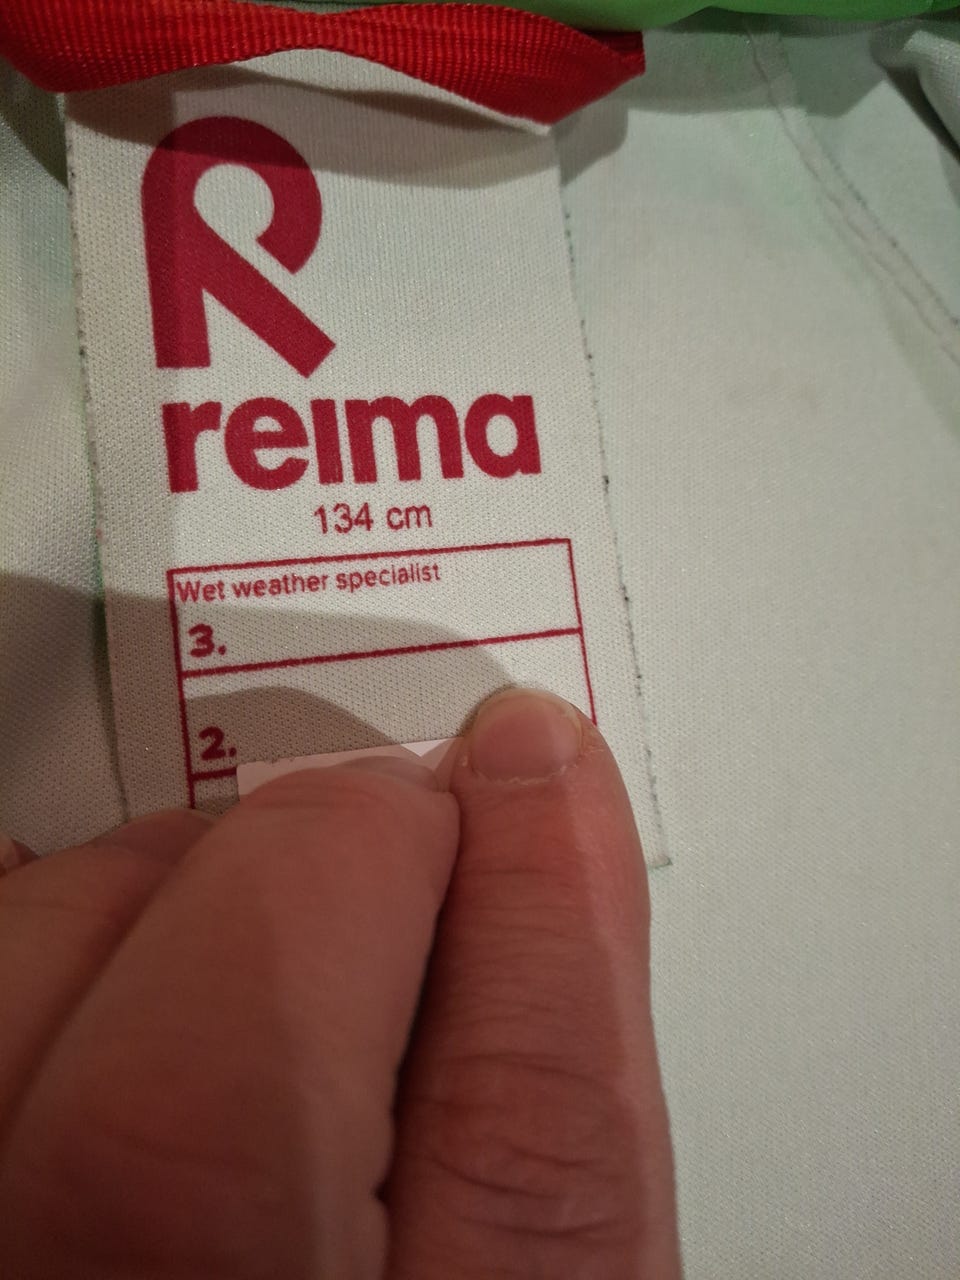 reima
134 cm
Wet weather specialist
3.
2.